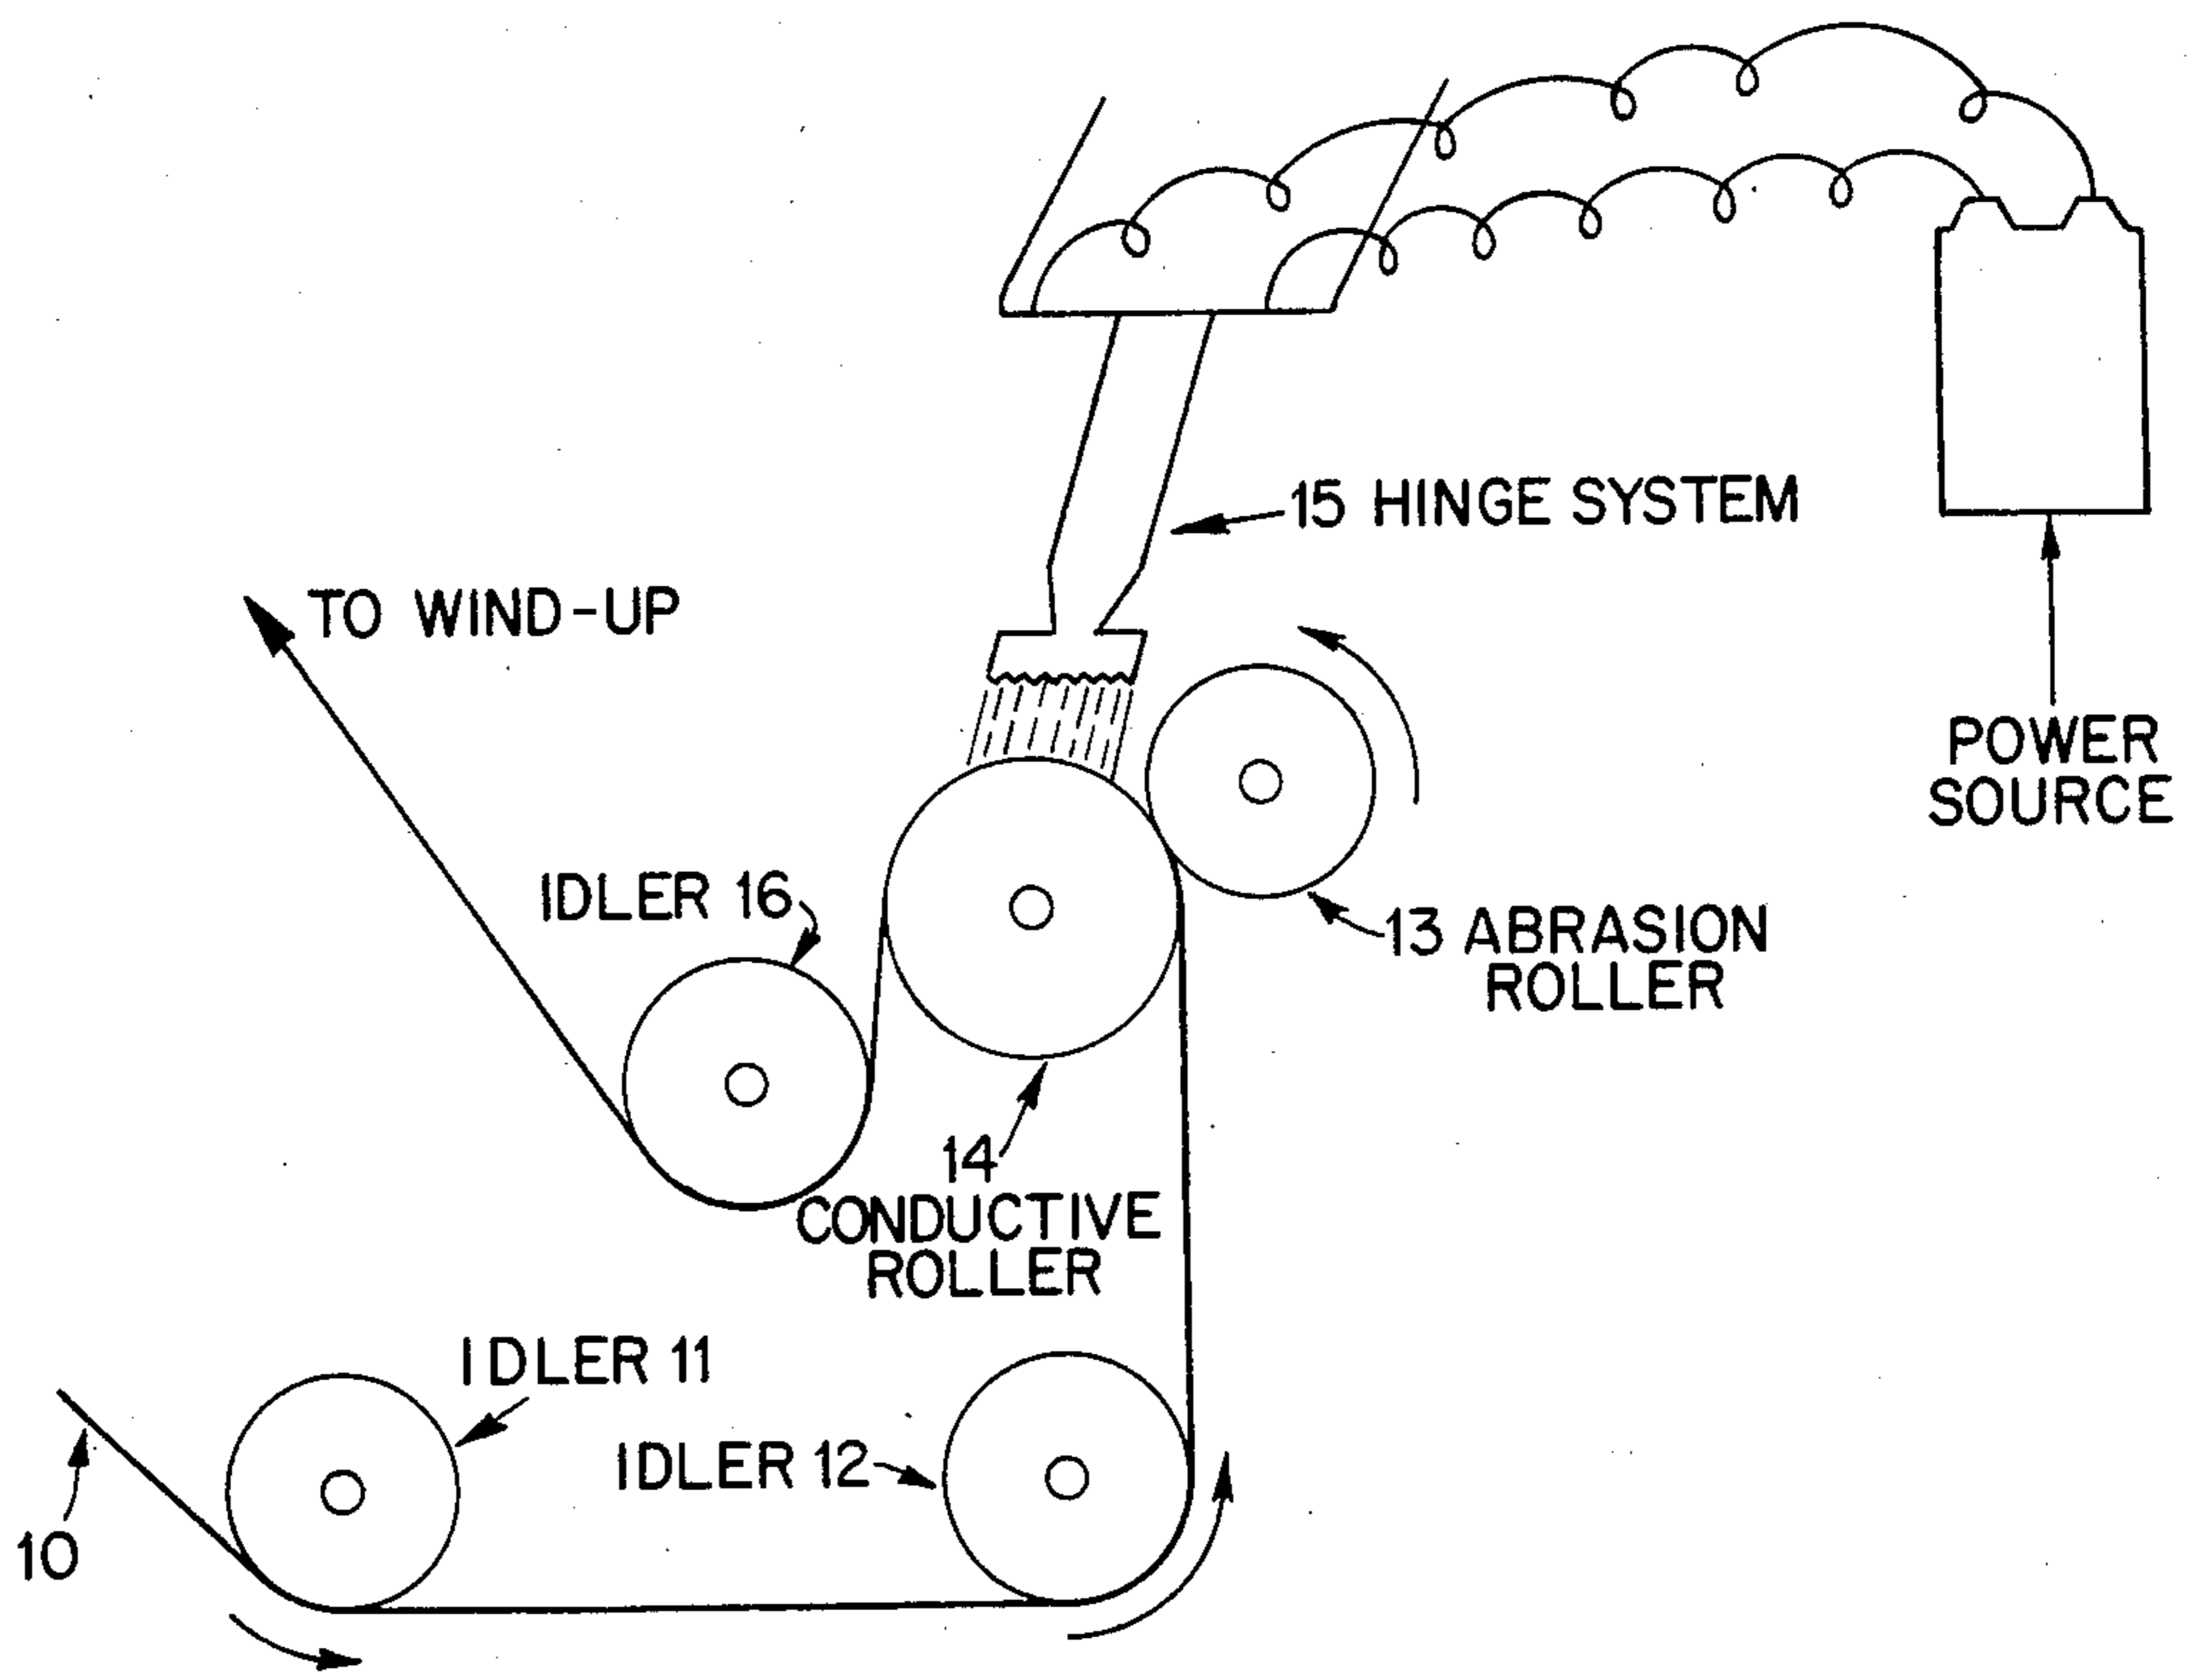 15 HINGE SYSTEM
TO WIND-UP
POWER
SOURCE
IDLER 16
13 ABRASION
ROLLER
14
CONDUCTIVE
ROLLER
IDLER 11
IDLER 12
10